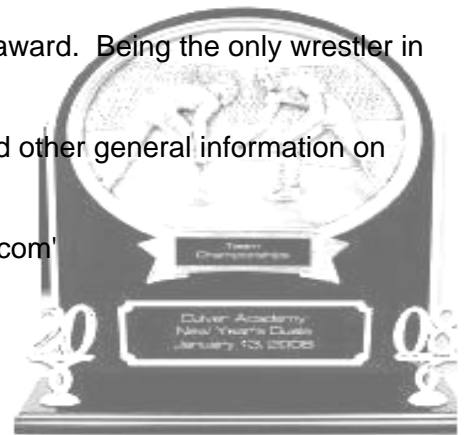 award. Being the only wrestler in
d other general information on
com'
Team
Championships
20 08
Culver Academy
New Year's Duals
January 13, 2008